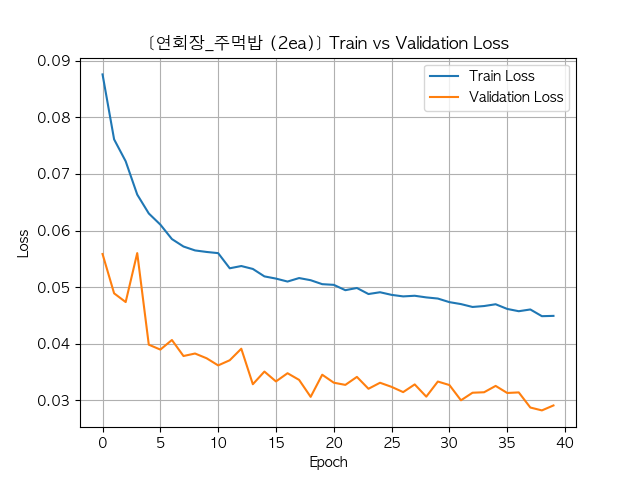 [연회장_주먹밥 (2ea)] Train vs Validation Loss
Train Loss
Validation Loss
Loss
0.09
0.08
0.07
0.06
0.05
0.04
0.03
0 5 10 15 20 25 30 35 40
Epoch